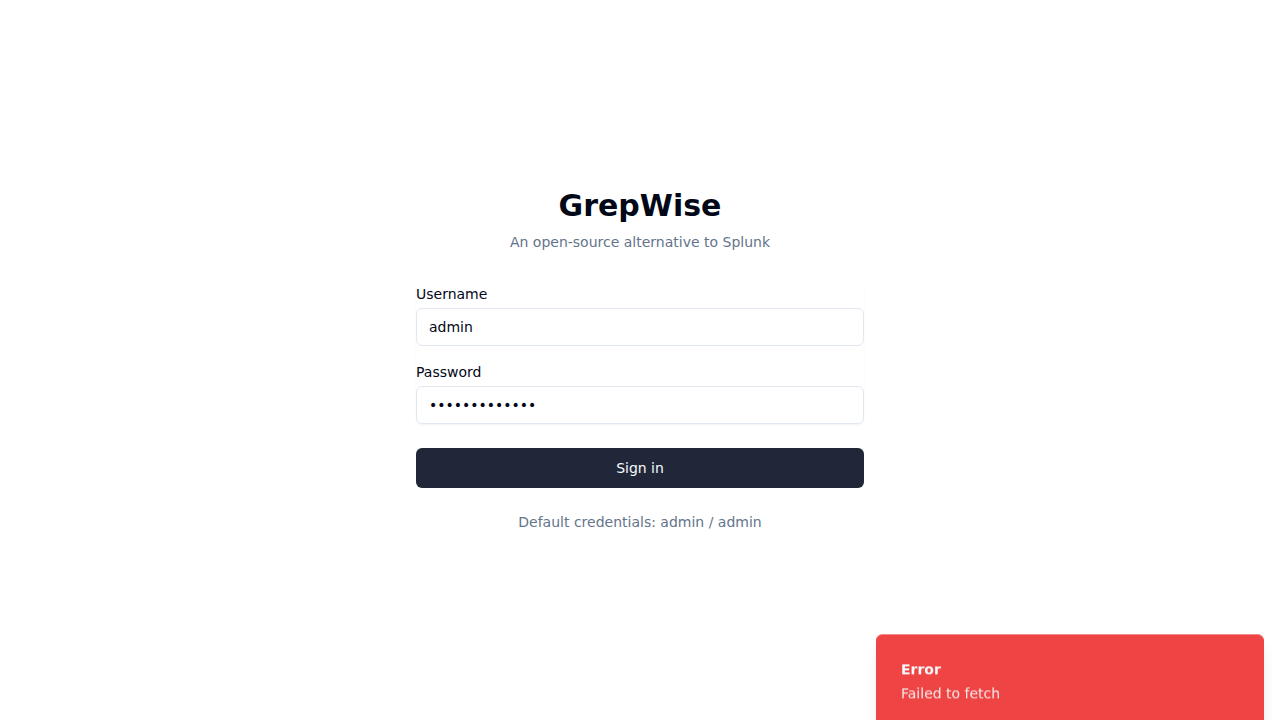 GrepWise
An open-source alternative to Splunk
Username
admin
Password
•••••••••••••
Sign in
Default credentials: admin / admin
Error
Failed to fetch